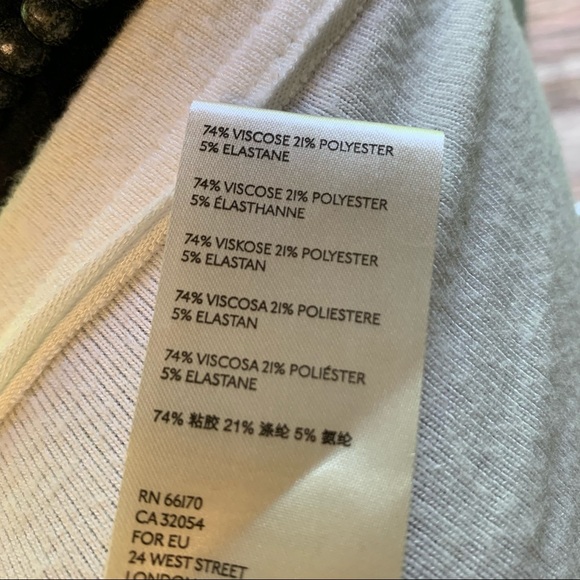 74% VISCOSE 21% POLYESTER
5% ELASTANE
74% VISCOSE 21% POLYESTER
5% ÉLASTHANNE
74% VISKOSE 21% POLYESTER
5% ELASTAN
74% VISCOSA 21% POLIESTERE
5% ELASTAN
74% VISCOSA 21% POLIÉSTER
5% ELASTANE
74% 粘胶 21% 涤纶 5% 氨纶
RN 66170
CA 32054
FOR EU
24 WEST STREET